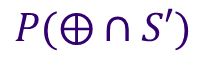 P(⊕ ∩ S′)